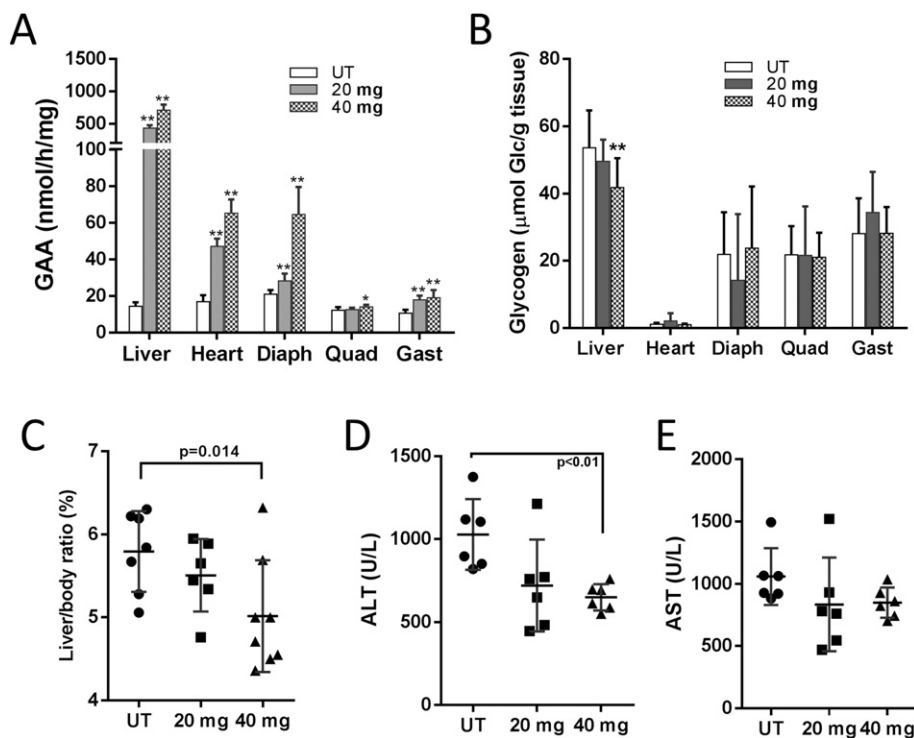 A
GAA (nmol/h/mg)
1500
1000
500
100
80
60
40
20
0
UT
20 mg
40 mg
** **
** **
** **
*
** **
Liver Heart Diaph Quad Gast
B
Glycogen (μmol Glc/g tissue)
80
60
40
20
0
UT
20 mg
40 mg
**
Liver Heart Diaph Quad Gast
C
Liver/body ratio (%)
7
6
5
4
p=0.014
UT 20 mg 40 mg
D
ALT (U/L)
1500
1000
500
0
p<0.01
UT 20 mg 40 mg
E
AST (U/L)
2000
1500
1000
500
0
UT 20 mg 40 mg